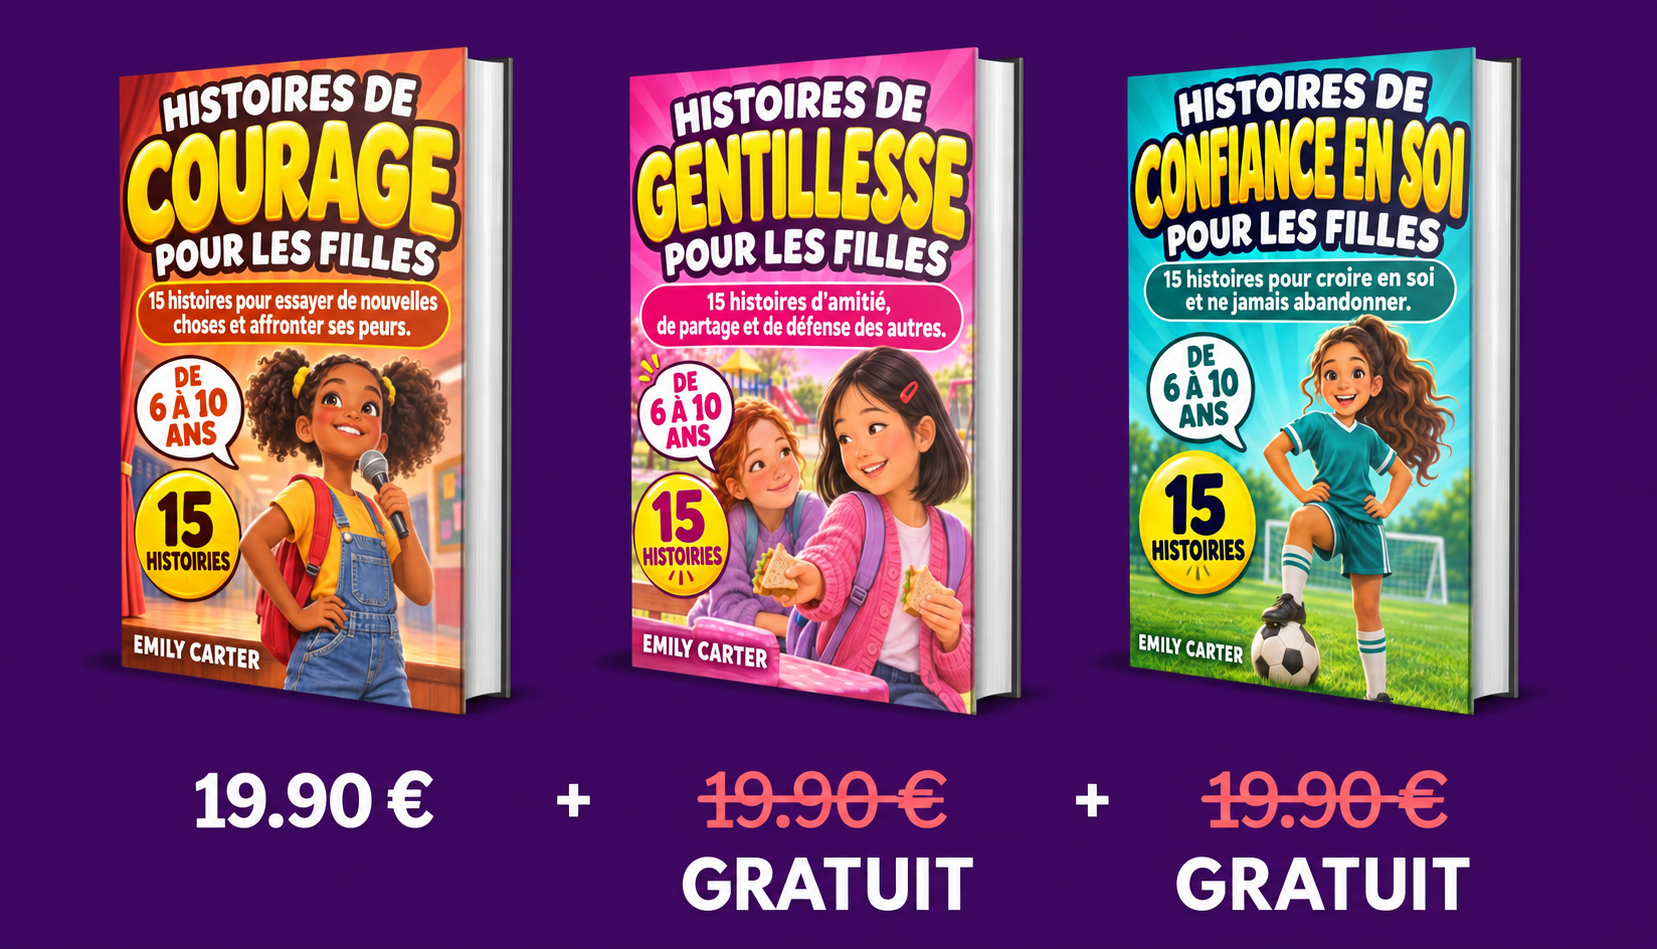 HISTOIRES DE
COURAGE
POUR LES FILLES
15 histoires pour essayer de nouvelles
choses et affronter ses peurs.
DE
6 À 10
ANS
15
HISTOIRIES
EMILY CARTER
HISTOIRES DE
GENTILLESSE
POUR LES FILLES
15 histoires d'amitié,
de partage et de défense des autres.
DE
6 À 10
ANS
15
HISTOIRIES
EMILY CARTER
HISTOIRES DE
CONFIANCE EN SOI
POUR LES FILLES
15 histoires pour croire en soi
et ne jamais abandonner.
DE
6 À 10
ANS
15
HISTOIRIES
EMILY CARTER
19.90 € + 19.90 € + 19.90 €
GRATUIT GRATUIT